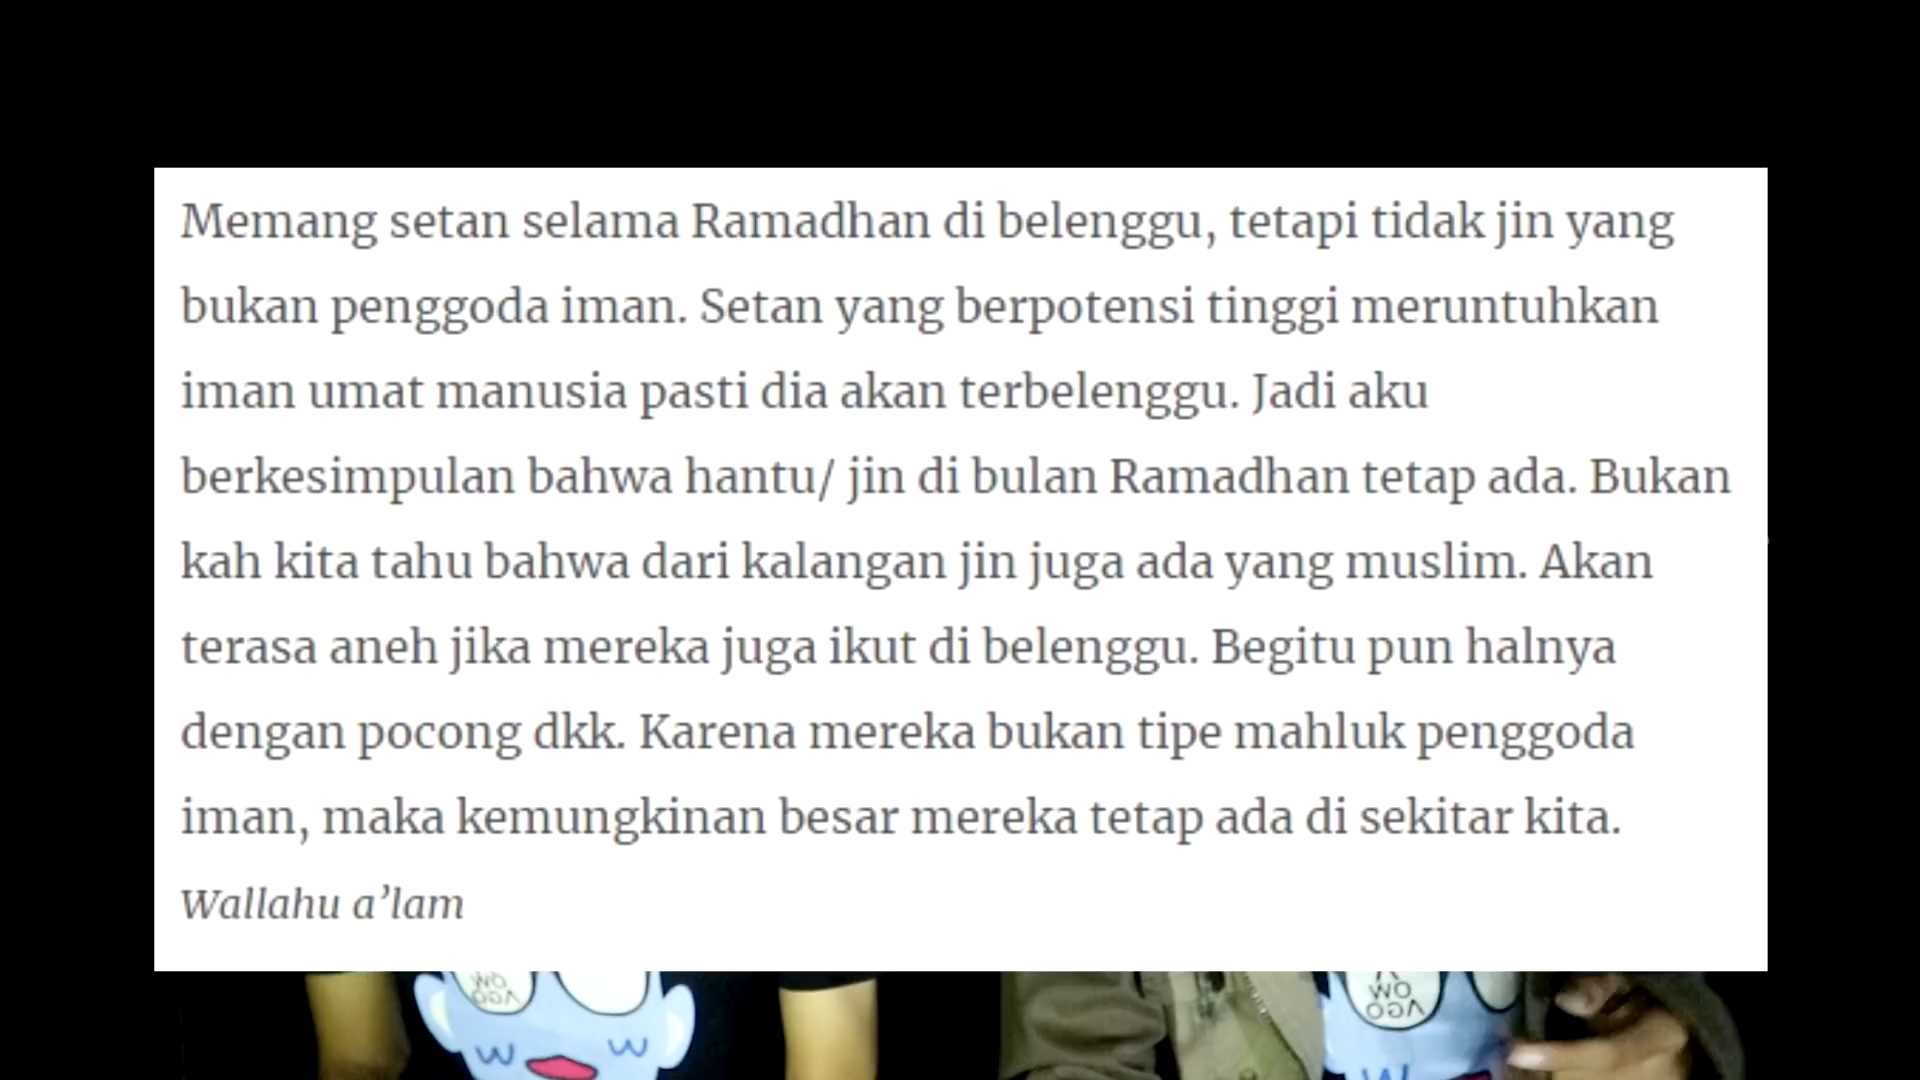 Memang setan selama Ramadhan di belenggu, tetapi tidak jin yang
bukan penggoda iman. Setan yang berpotensi tinggi meruntuhkan
iman umat manusia pasti dia akan terbelenggu. Jadi aku
berkesimpulan bahwa hantu/ jin di bulan Ramadhan tetap ada. Bukan
kah kita tahu bahwa dari kalangan jin juga ada yang muslim. Akan
terasa aneh jika mereka juga ikut di belenggu. Begitu pun halnya
dengan pocong dkk. Karena mereka bukan tipe mahluk penggoda
iman, maka kemungkinan besar mereka tetap ada di sekitar kita.
Wallahu a’lam